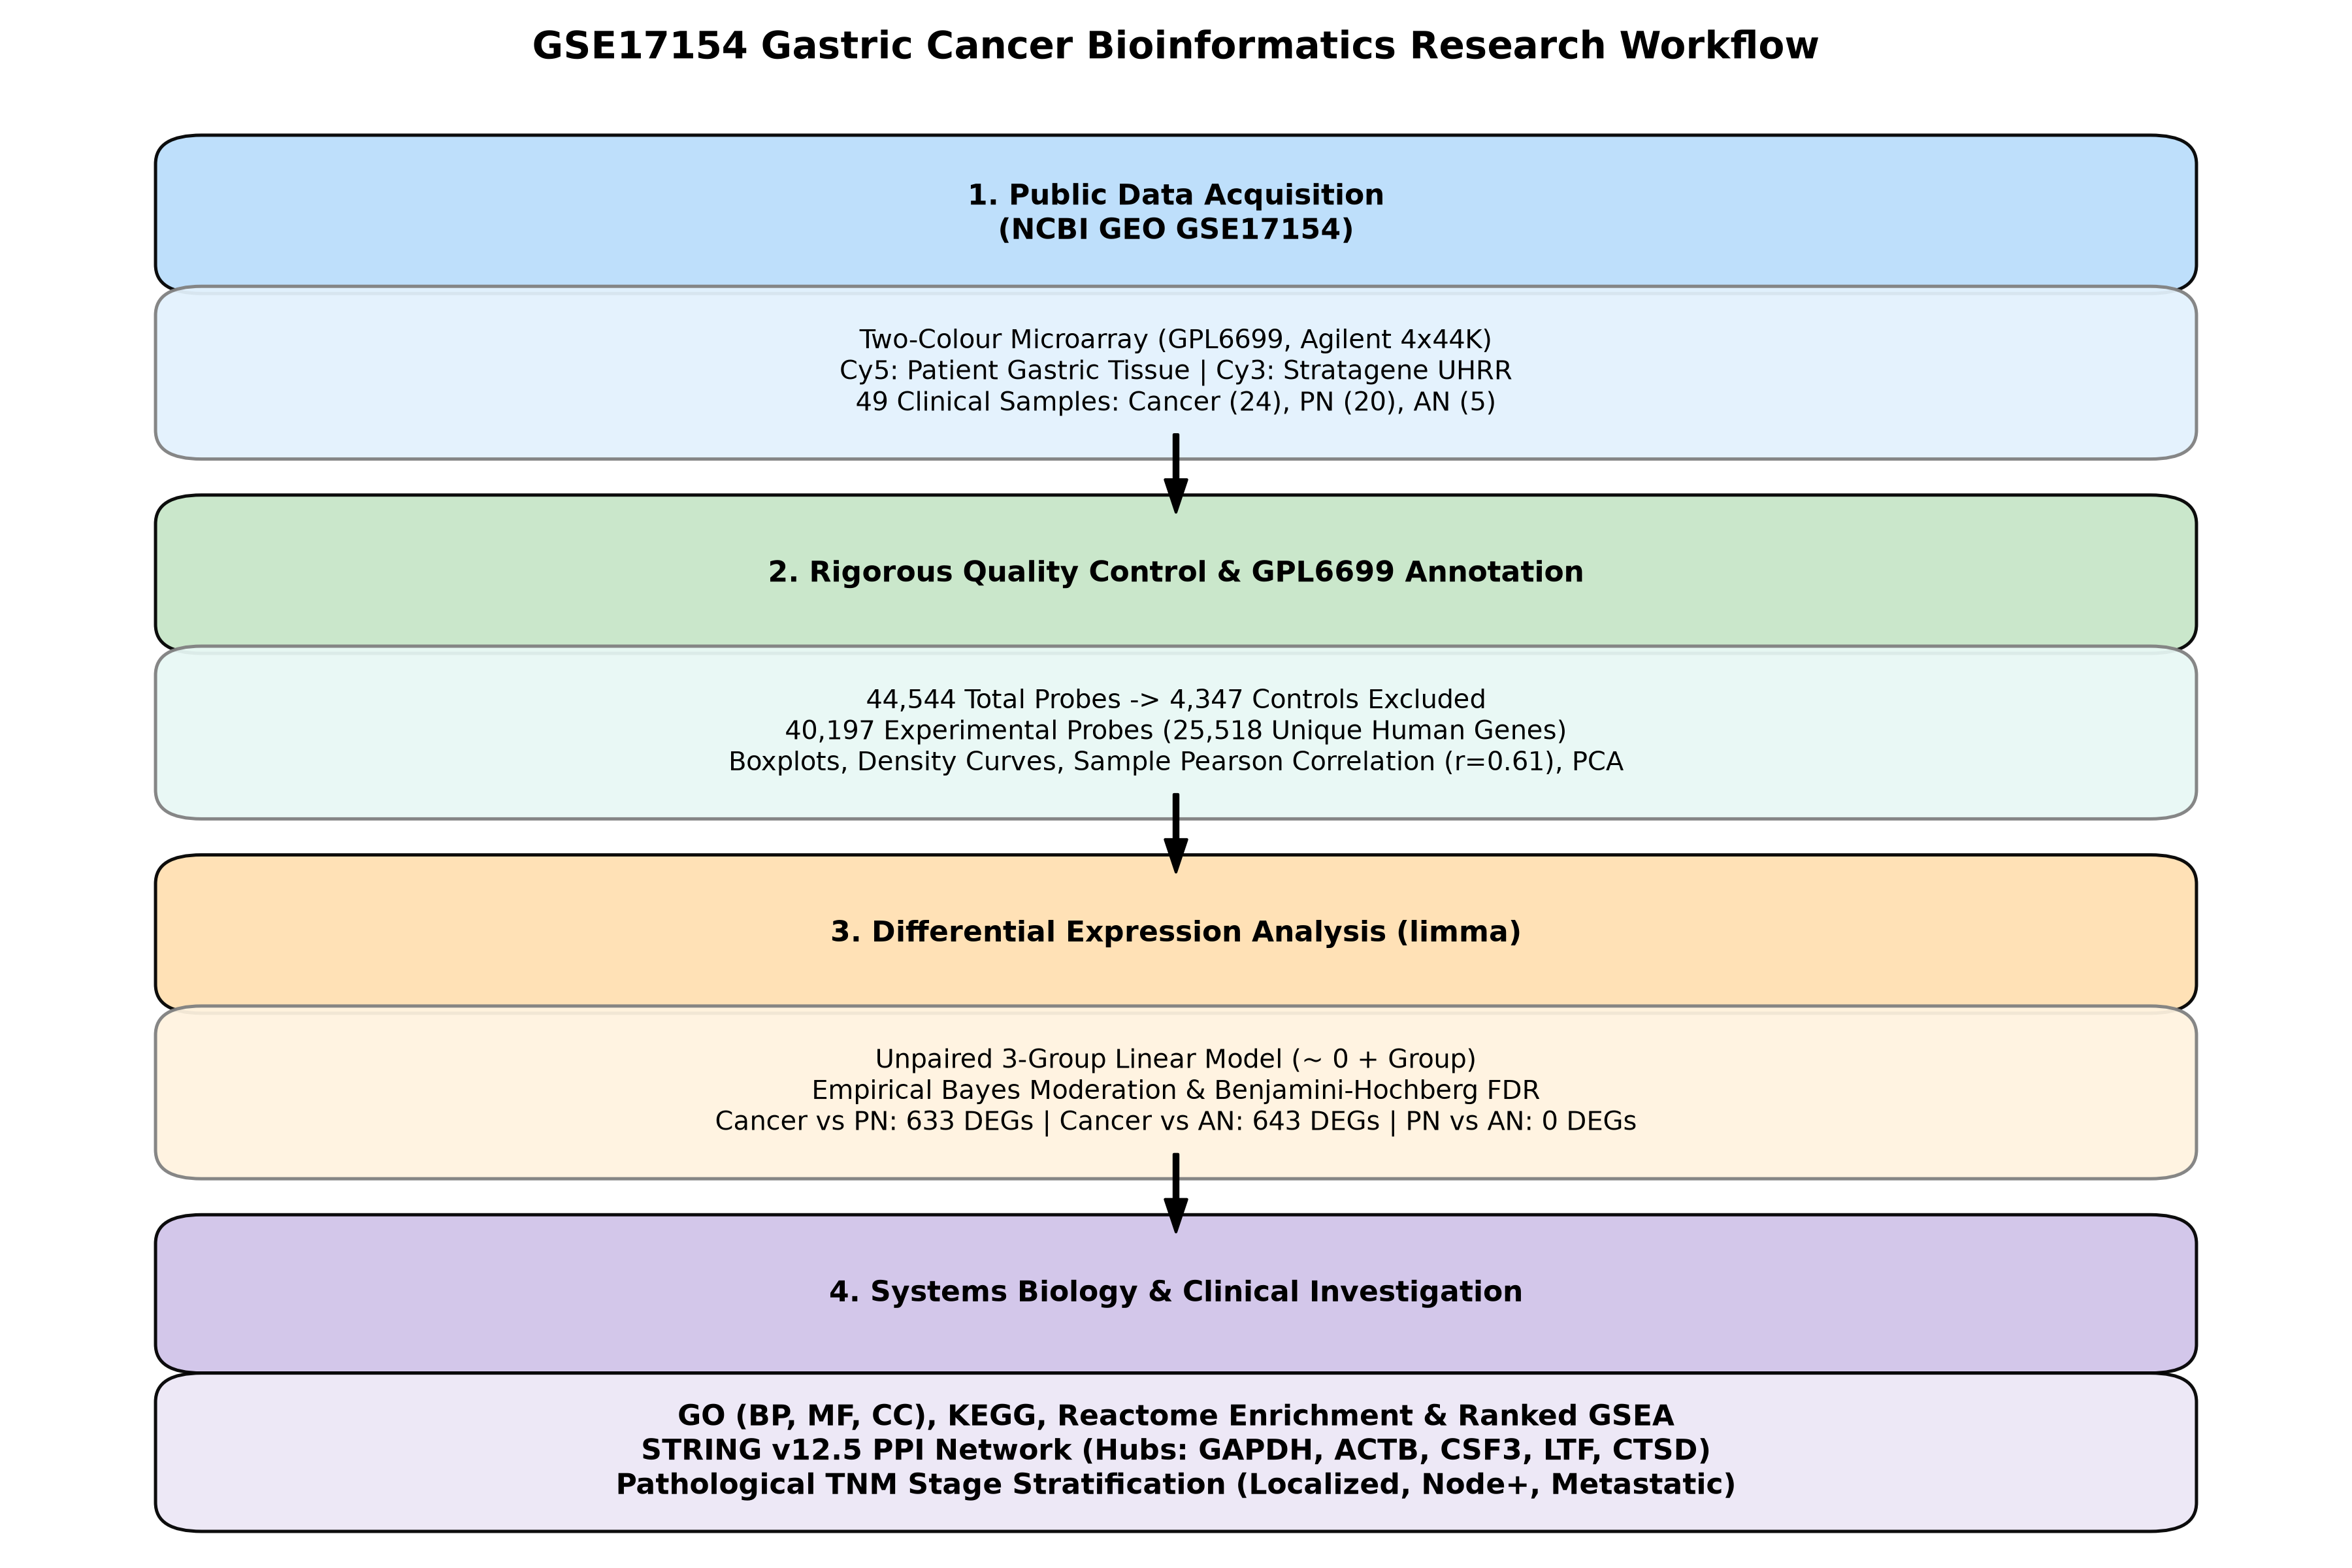 GSE17154 Gastric Cancer Bioinformatics Research Workflow
1. Public Data Acquisition
(NCBI GEO GSE17154)
Two-Colour Microarray (GPL6699, Agilent 4x44K)
Cy5: Patient Gastric Tissue | Cy3: Stratagene UHRR
49 Clinical Samples: Cancer (24), PN (20), AN (5)
2. Rigorous Quality Control & GPL6699 Annotation
44,544 Total Probes -> 4,347 Controls Excluded
40,197 Experimental Probes (25,518 Unique Human Genes)
Boxplots, Density Curves, Sample Pearson Correlation (r=0.61), PCA
3. Differential Expression Analysis (limma)
Unpaired 3-Group Linear Model (~ 0 + Group)
Empirical Bayes Moderation & Benjamini-Hochberg FDR
Cancer vs PN: 633 DEGs | Cancer vs AN: 643 DEGs | PN vs AN: 0 DEGs
4. Systems Biology & Clinical Investigation
GO (BP, MF, CC), KEGG, Reactome Enrichment & Ranked GSEA
STRING v12.5 PPI Network (Hubs: GAPDH, ACTB, CSF3, LTF, CTSD)
Pathological TNM Stage Stratification (Localized, Node+, Metastatic)